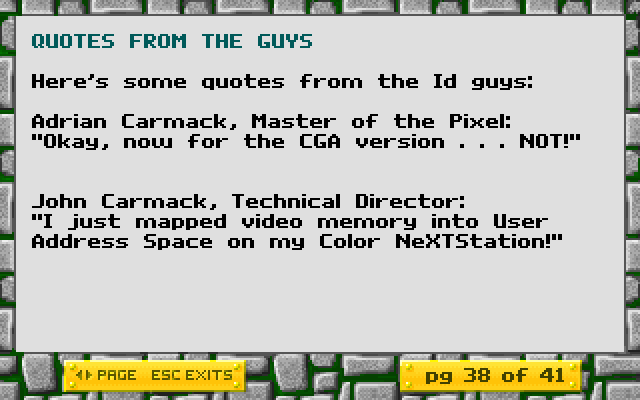 QUOTES FROM THE GUYS
Here's some quotes from the Id guys:
Adrian Carmack, Master of the Pixel:
"Okay, now for the CGA version . . . NOT!"
John Carmack, Technical Director:
"I just mapped video memory into User
Address Space on my Color NeXTStation!"
PAGE ESC EXITS
pg 38 of 41